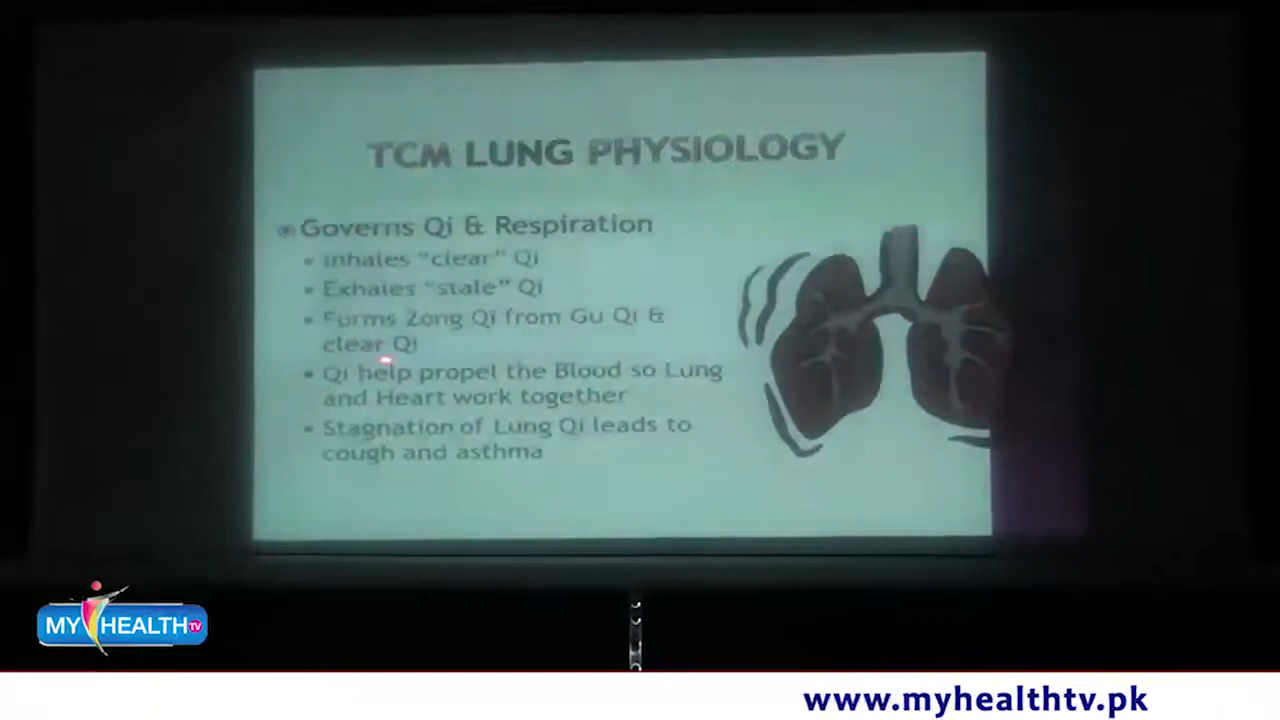 TCM LUNG PHYSIOLOGY
Governs Qi & Respiration
Inhales "clear" Qi
Exhales "stale" Qi
Forms Zong Qi from Gu Qi &
clear Qi
Qi help propel the Blood so Lung
and Heart work together
Stagnation of Lung Qi leads to
cough and asthma
MY HEALTH TV
www.myhealthtv.pk